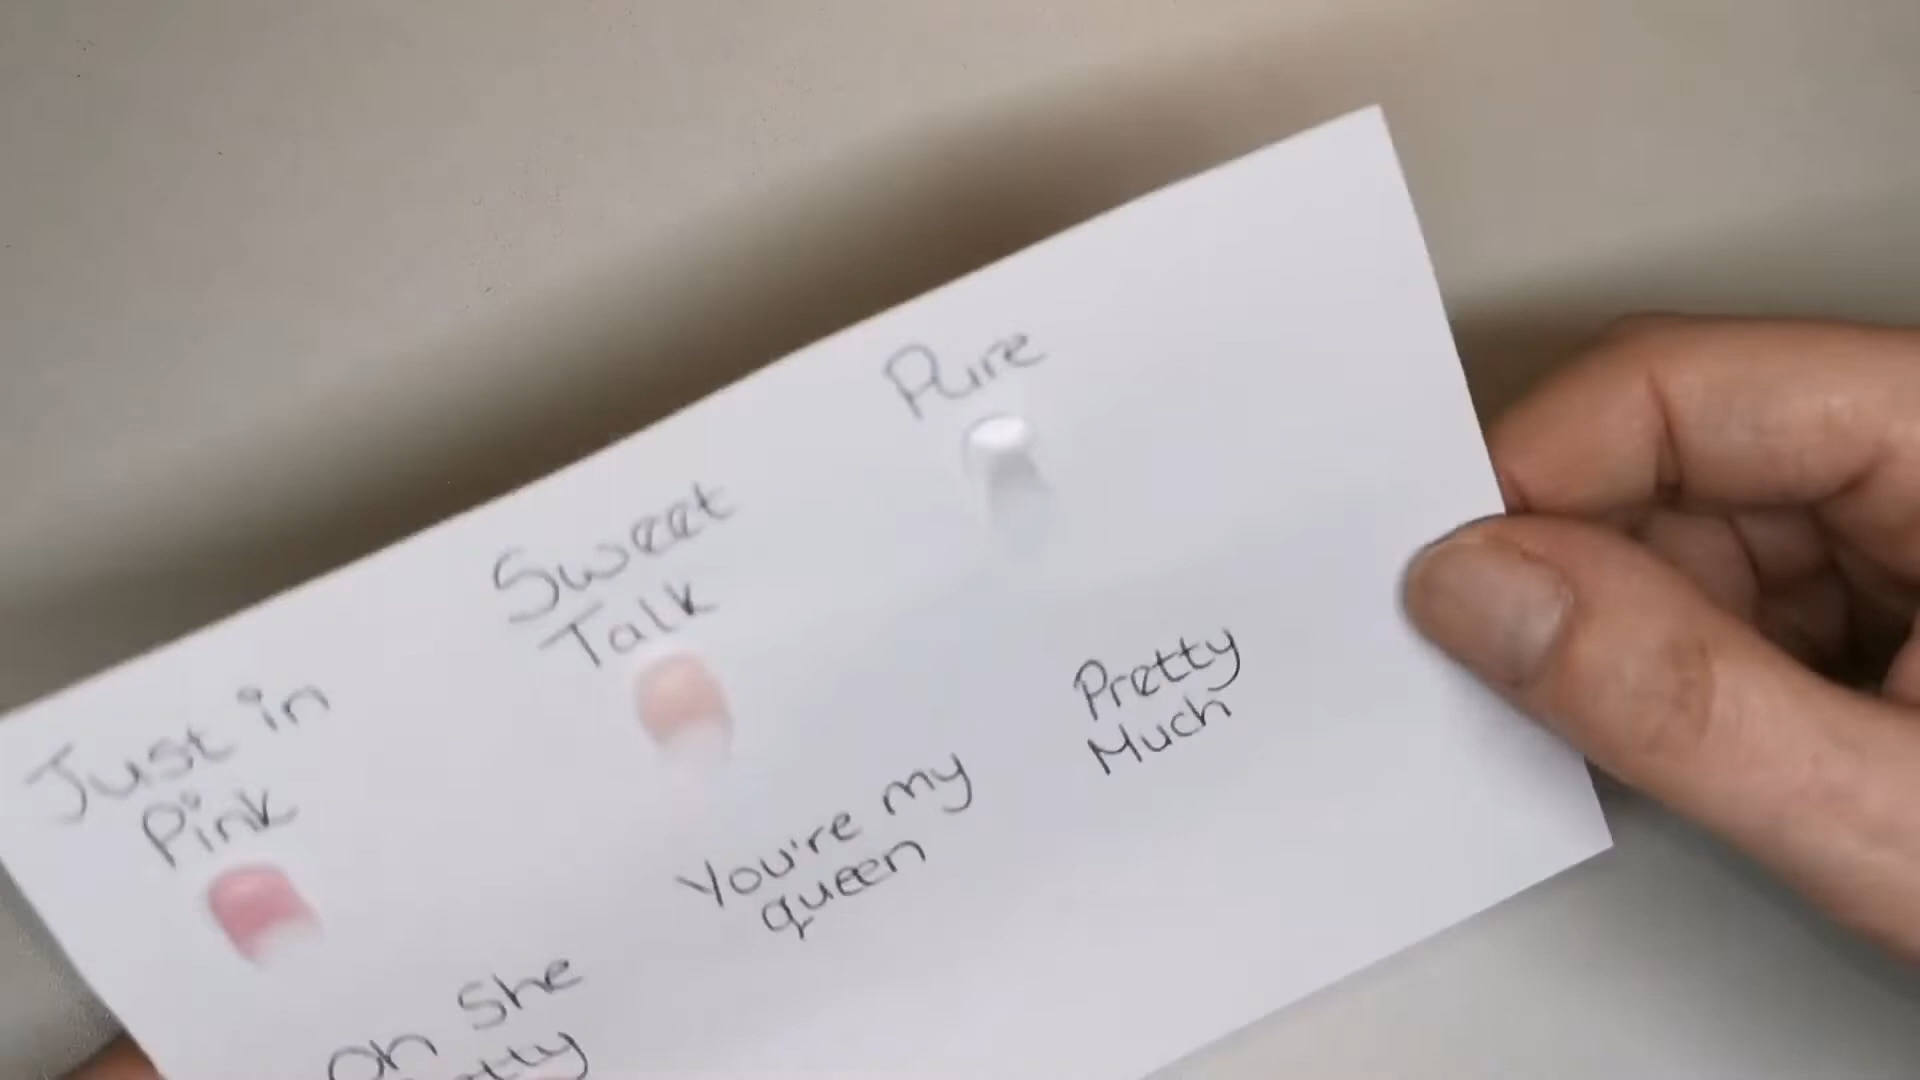 Just in
Pink
Sweet
Talk
Pure
Oh She
You're my
queen
Pretty
Much